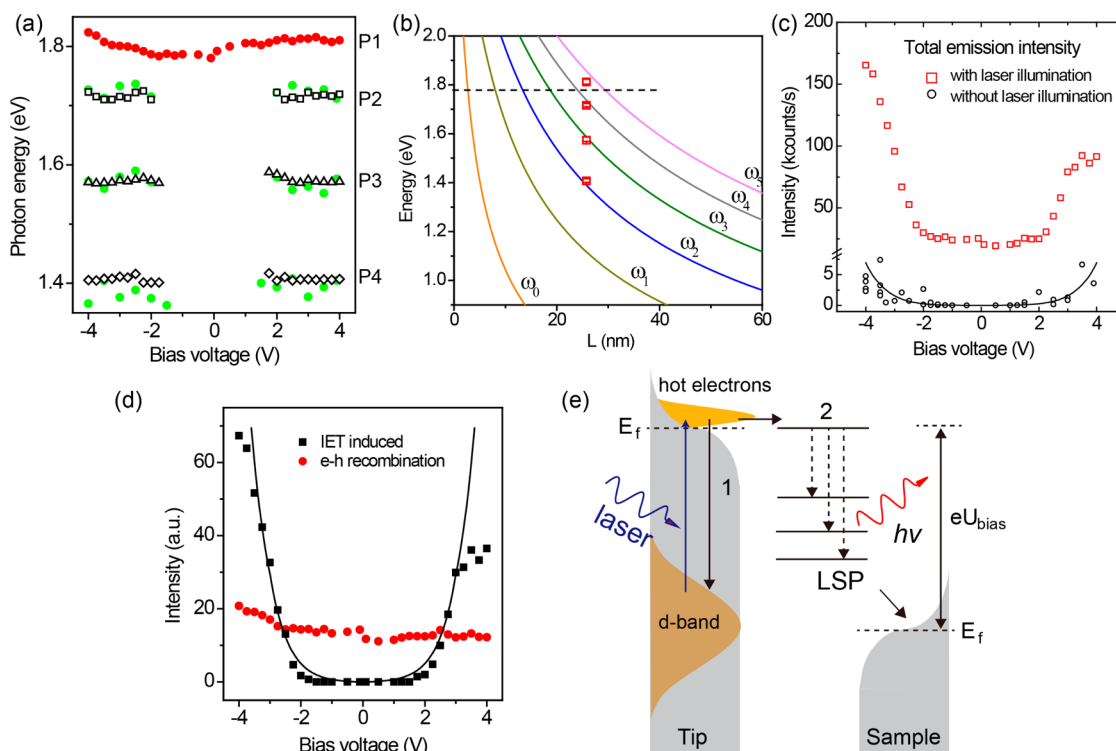 (a)
Photon energy (eV)
1.8
1.6
1.4
P1
P2
P3
P4
-4 -2 0 2 4
Bias voltage (V)
(b)
Energy (eV)
2.0
1.8
1.6
1.4
1.2
1.0
ω5
ω4
ω3
ω2
ω1
ω0
0 20 40 60
L (nm)
(c)
Intensity (kcounts/s)
200
150
100
50
5
0
Total emission intensity
with laser illumination
without laser illumination
-4 -2 0 2 4
Bias voltage (V)
(d)
Intensity (a.u.)
60
40
20
0
IET induced
e-h recombination
-4 -2 0 2 4
Bias voltage (V)
(e)
hot electrons
Ef
2
1
laser
hν
eUbias
LSP
d-band
Ef
Tip
Sample